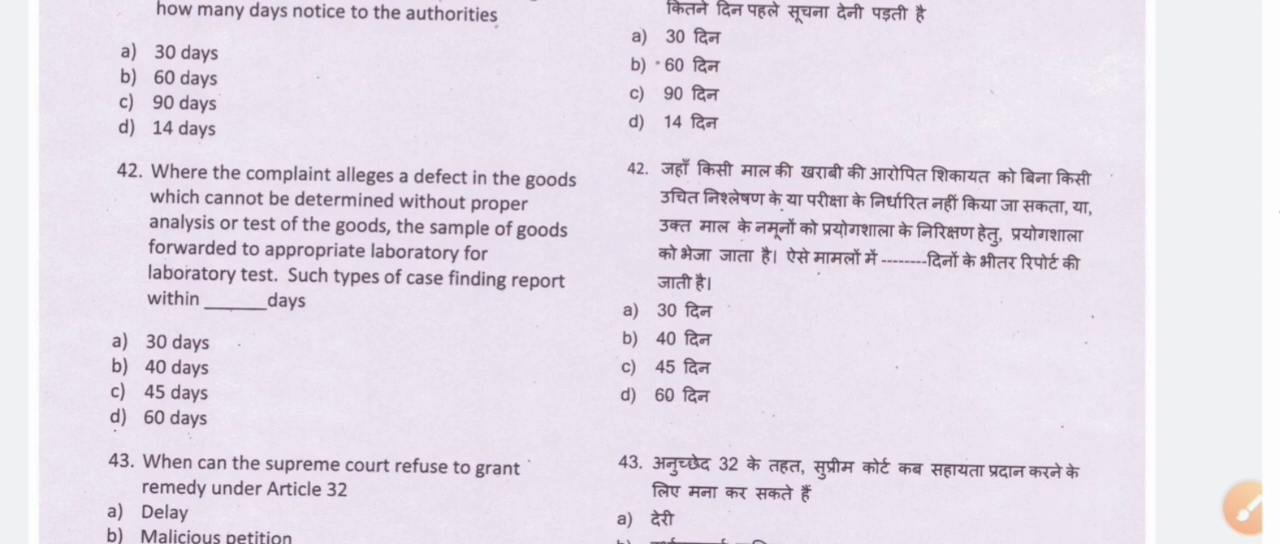 how many days notice to the authorities
a) 30 days
b) 60 days
c) 90 days
d) 14 days
42. Where the complaint alleges a defect in the goods
which cannot be determined without proper
analysis or test of the goods, the sample of goods
forwarded to appropriate laboratory for
laboratory test. Such types of case finding report
within ______days
a) 30 days
b) 40 days
c) 45 days
d) 60 days
43. When can the supreme court refuse to grant
remedy under Article 32
a) Delay
b) Malicious petition
कितने दिन पहले सूचना देनी पड़ती है
a) 30 दिन
b) 60 दिन
c) 90 दिन
d) 14 दिन
42. जहाँ किसी माल की खराबी की आरोपित शिकायत को बिना किसी
उचित निश्लेषण के या परीक्षा के निर्धारित नहीं किया जा सकता, या,
उक्त माल के नमूनों को प्रयोगशाला के निरिक्षण हेतु, प्रयोगशाला
को भेजा जाता है। ऐसे मामलों में --------दिनों के भीतर रिपोर्ट की
जाती है।
a) 30 दिन
b) 40 दिन
c) 45 दिन
d) 60 दिन
43. अनुच्छेद 32 के तहत, सुप्रीम कोर्ट कब सहायता प्रदान करने के
लिए मना कर सकते हैं
a) देरी